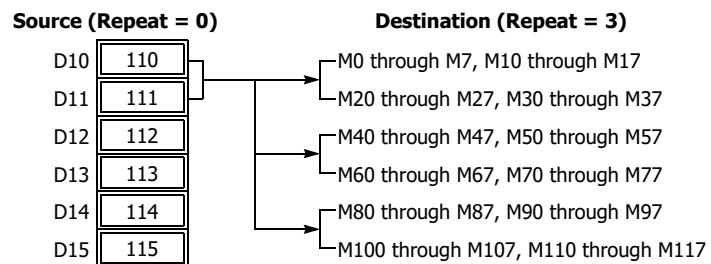 Source (Repeat = 0) Destination (Repeat = 3)
D10 110 M0 through M7, M10 through M17
D11 111 M20 through M27, M30 through M37
D12 112 M40 through M47, M50 through M57
D13 113 M60 through M67, M70 through M77
D14 114 M80 through M87, M90 through M97
D15 115 M100 through M107, M110 through M117